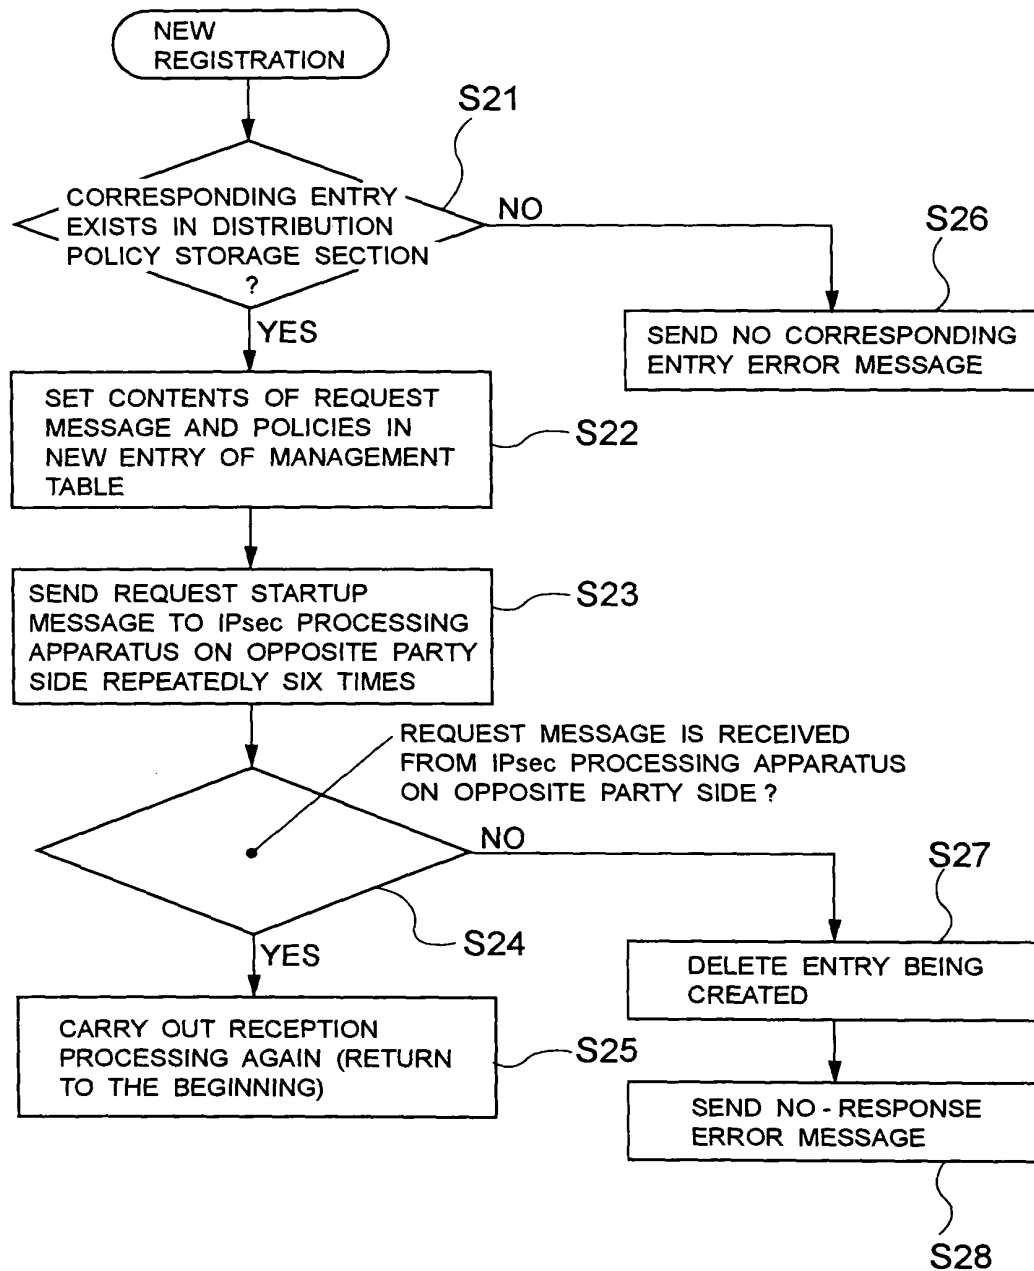 NEW
REGISTRATION
S21
CORRESPONDING ENTRY
EXISTS IN DISTRIBUTION
POLICY STORAGE SECTION
?
NO
S26
YES
SEND NO CORRESPONDING
ENTRY ERROR MESSAGE
SET CONTENTS OF REQUEST
MESSAGE AND POLICIES IN
NEW ENTRY OF MANAGEMENT
TABLE
S22
SEND REQUEST STARTUP
MESSAGE TO IPsec PROCESSING
APPARATUS ON OPPOSITE PARTY
SIDE REPEATEDLY SIX TIMES
S23
REQUEST MESSAGE IS RECEIVED
FROM IPsec PROCESSING APPARATUS
ON OPPOSITE PARTY SIDE ?
NO
S27
S24
YES
DELETE ENTRY BEING
CREATED
CARRY OUT RECEPTION
PROCESSING AGAIN (RETURN
TO THE BEGINNING)
S25
SEND NO - RESPONSE
ERROR MESSAGE
S28